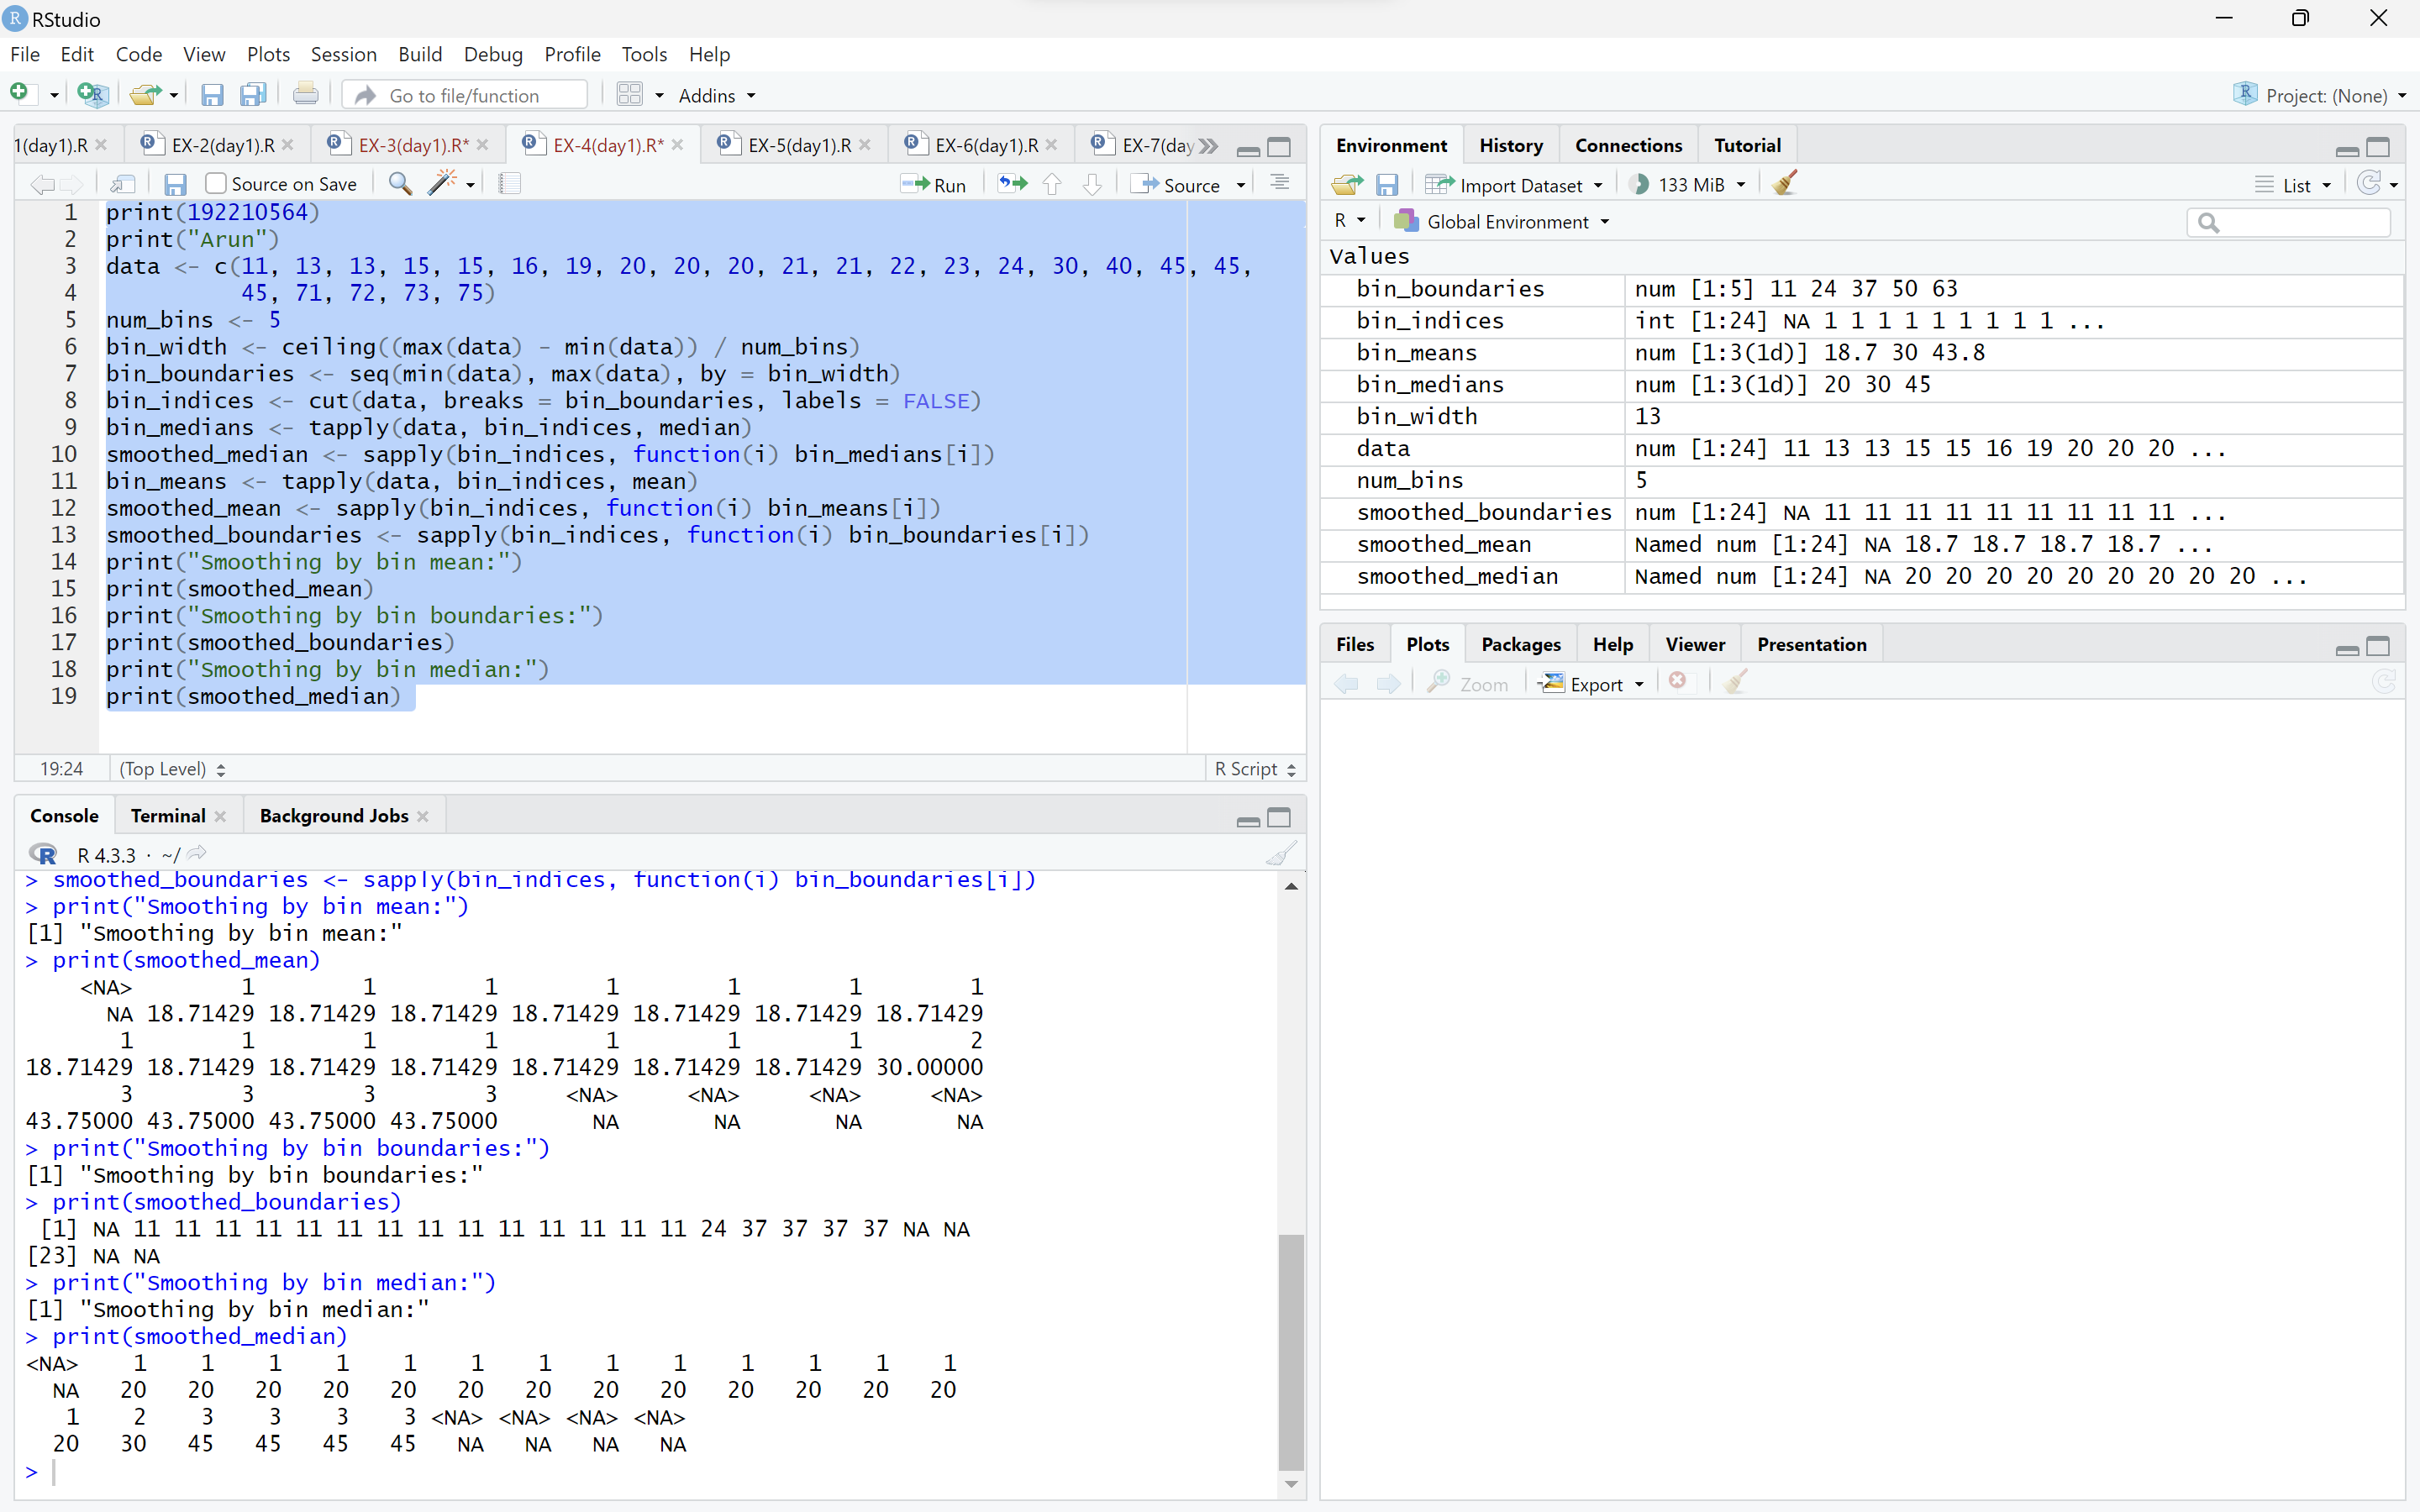 RStudio
File Edit Code View Plots Session Build Debug Profile Tools Help
Go to file/function Addins Project: (None)
1(day1).R EX-2(day1).R EX-3(day1).R* EX-4(day1).R* EX-5(day1).R EX-6(day1).R EX-7(day
Source on Save Run Source
1 print(192210564)
2 print("Arun")
3 data <- c(11, 13, 13, 15, 15, 16, 19, 20, 20, 20, 21, 21, 22, 23, 24, 30, 40, 45, 45,
4 45, 71, 72, 73, 75)
5 num_bins <- 5
6 bin_width <- ceiling((max(data) - min(data)) / num_bins)
7 bin_boundaries <- seq(min(data), max(data), by = bin_width)
8 bin_indices <- cut(data, breaks = bin_boundaries, labels = FALSE)
9 bin_medians <- tapply(data, bin_indices, median)
10 smoothed_median <- sapply(bin_indices, function(i) bin_medians[i])
11 bin_means <- tapply(data, bin_indices, mean)
12 smoothed_mean <- sapply(bin_indices, function(i) bin_means[i])
13 smoothed_boundaries <- sapply(bin_indices, function(i) bin_boundaries[i])
14 print("Smoothing by bin mean:")
15 print(smoothed_mean)
16 print("Smoothing by bin boundaries:")
17 print(smoothed_boundaries)
18 print("Smoothing by bin median:")
19 print(smoothed_median)
19:24 (Top Level) R Script
Console Terminal Background Jobs
R 4.3.3 · ~/
> smoothed_boundaries <- sapply(bin_indices, function(i) bin_boundaries[i])
> print("Smoothing by bin mean:")
[1] "Smoothing by bin mean:"
> print(smoothed_mean)
<NA> 1 1 1 1 1 1 1
NA 18.71429 18.71429 18.71429 18.71429 18.71429 18.71429 18.71429
1 1 1 1 1 1 1 2
18.71429 18.71429 18.71429 18.71429 18.71429 18.71429 18.71429 30.00000
3 3 3 3 <NA> <NA> <NA> <NA>
43.75000 43.75000 43.75000 43.75000 NA NA NA NA
> print("Smoothing by bin boundaries:")
[1] "Smoothing by bin boundaries:"
> print(smoothed_boundaries)
[1] NA 11 11 11 11 11 11 11 11 11 11 11 11 11 11 24 37 37 37 37 NA NA
[23] NA NA
> print("Smoothing by bin median:")
[1] "Smoothing by bin median:"
> print(smoothed_median)
<NA> 1 1 1 1 1 1 1 1 1 1 1 1 1
NA 20 20 20 20 20 20 20 20 20 20 20 20 20
1 2 3 3 3 3 <NA> <NA> <NA> <NA>
20 30 45 45 45 45 NA NA NA NA
>
Environment History Connections Tutorial
Import Dataset 133 MiB List
R Global Environment
Values
bin_boundaries num [1:5] 11 24 37 50 63
bin_indices int [1:24] NA 1 1 1 1 1 1 1 1 1 ...
bin_means num [1:3(1d)] 18.7 30 43.8
bin_medians num [1:3(1d)] 20 30 45
bin_width 13
data num [1:24] 11 13 13 15 15 16 19 20 20 20 ...
num_bins 5
smoothed_boundaries num [1:24] NA 11 11 11 11 11 11 11 11 11 ...
smoothed_mean Named num [1:24] NA 18.7 18.7 18.7 18.7 ...
smoothed_median Named num [1:24] NA 20 20 20 20 20 20 20 20 20 ...
Files Plots Packages Help Viewer Presentation
Zoom Export